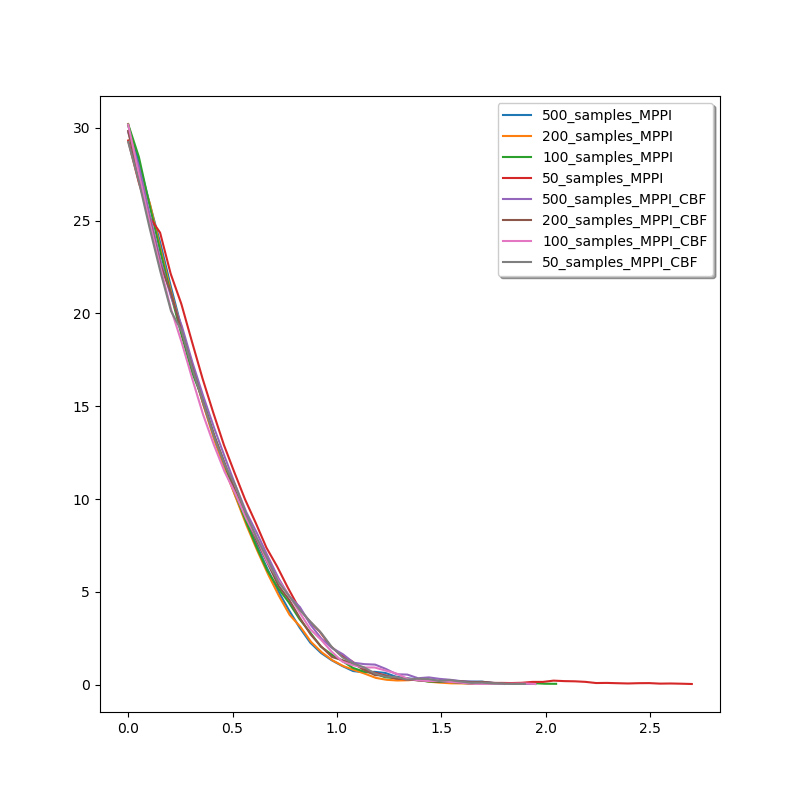 30
25
20
15
10
5
0
0.0 0.5 1.0 1.5 2.0 2.5
500_samples_MPPI
200_samples_MPPI
100_samples_MPPI
50_samples_MPPI
500_samples_MPPI_CBF
200_samples_MPPI_CBF
100_samples_MPPI_CBF
50_samples_MPPI_CBF